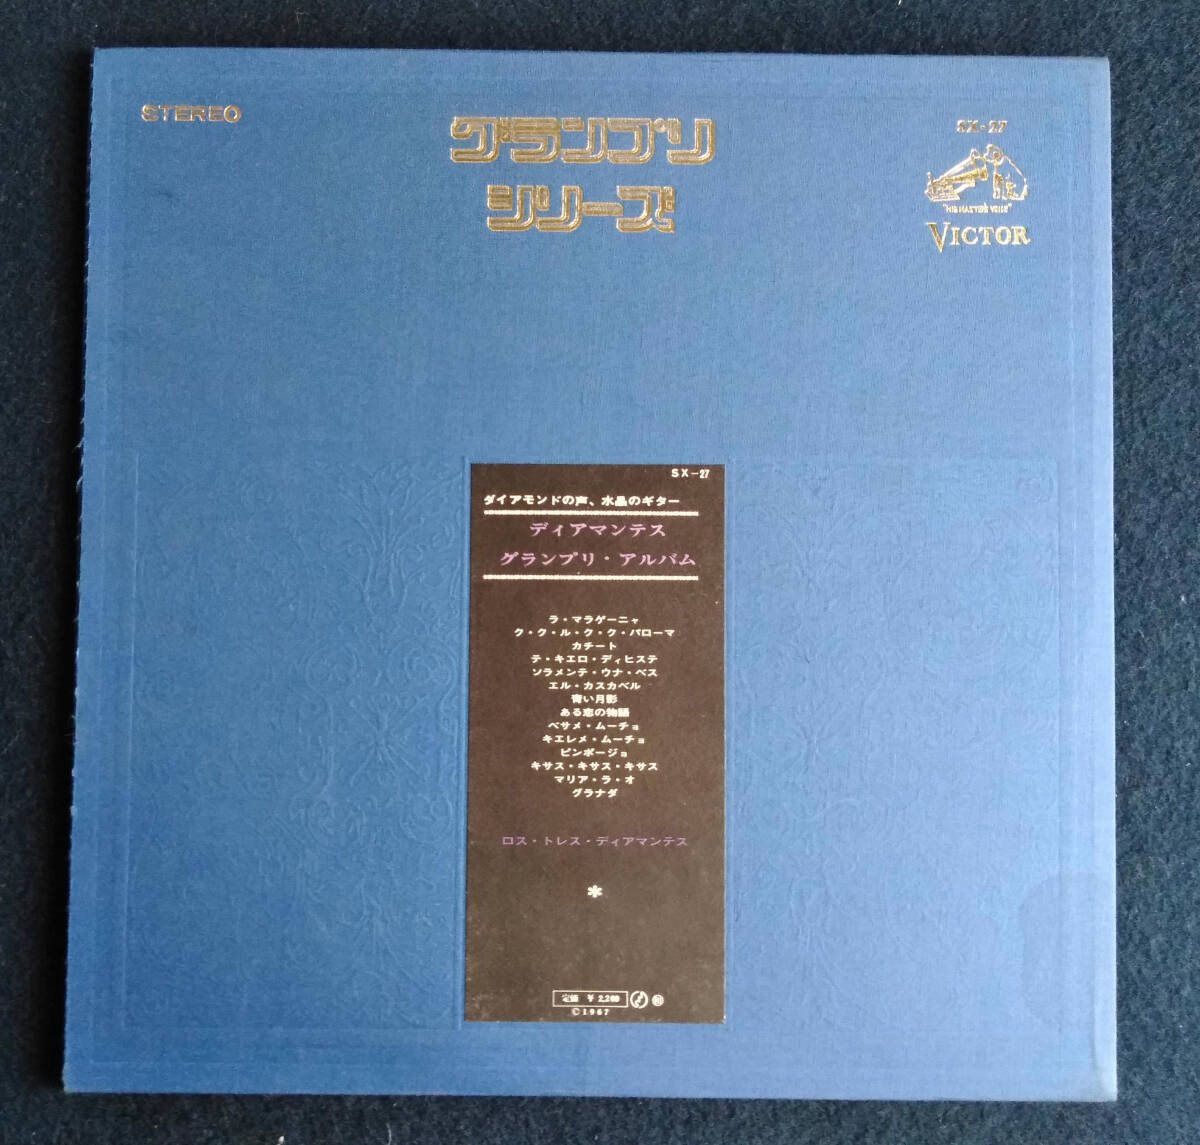 STEREO
グランプリ
シリーズ
SX-27
"HIS MASTER'S VOICE"
VICTOR
SX-27
ダイアモンドの声、水晶のギター
ディアマンテス
グランプリ・アルバム
ラ・マラゲーニャ
ク・ク・ル・ク・ク・パローマ
カチート
テ・キエロ・ディヒステ
ソラメンテ・ウナ・ベス
エル・カスカベル
青い月影
ある恋の物語
ベサメ・ムーチョ
キエレメ・ムーチョ
ピンポージョ
キサス・キサス・キサス
マリア・ラ・オ
グラナダ
ロス・トレス・ディアマンテス
*
定価 ¥2,200
©1967